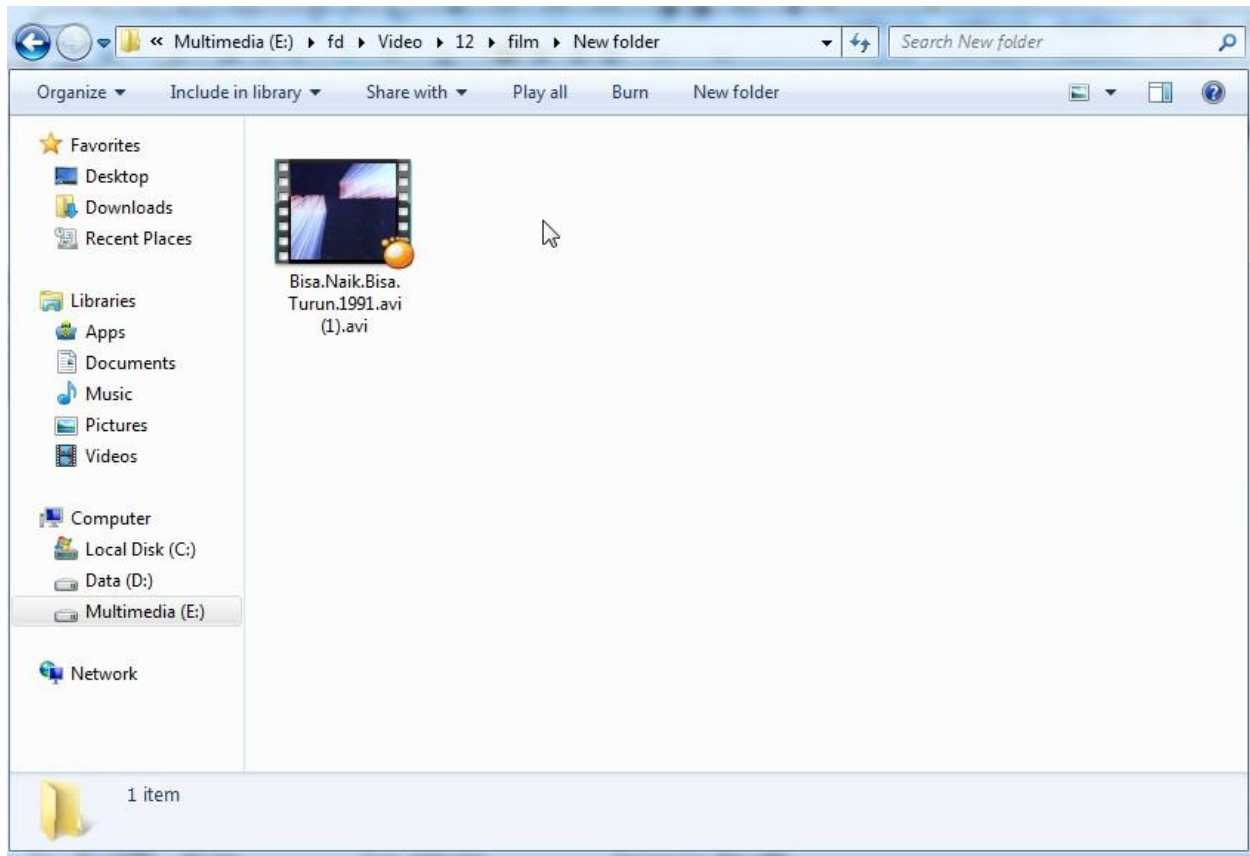 « Multimedia (E:) ▸ fd ▸ Video ▸ 12 ▸ film ▸ New folder
Search New folder
Organize Include in library Share with Play all Burn New folder
Favorites
Desktop
Downloads
Recent Places
Libraries
Apps
Documents
Music
Pictures
Videos
Computer
Local Disk (C:)
Data (D:)
Multimedia (E:)
Network
Bisa.Naik.Bisa.
Turun.1991.avi
(1).avi
1 item